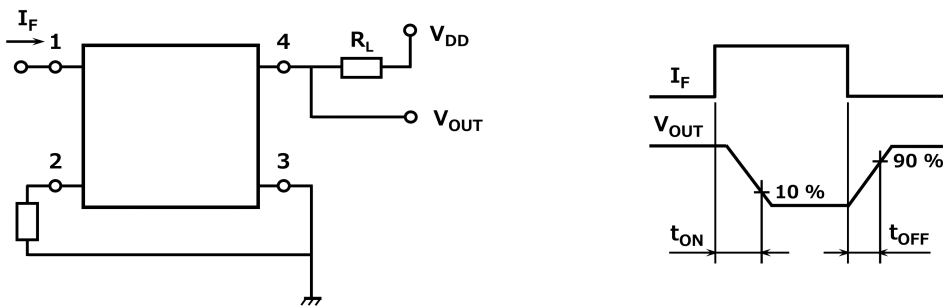 I_F
1
4
R_L
V_DD
V_OUT
2
3
I_F
V_OUT
90 %
10 %
t_ON
t_OFF